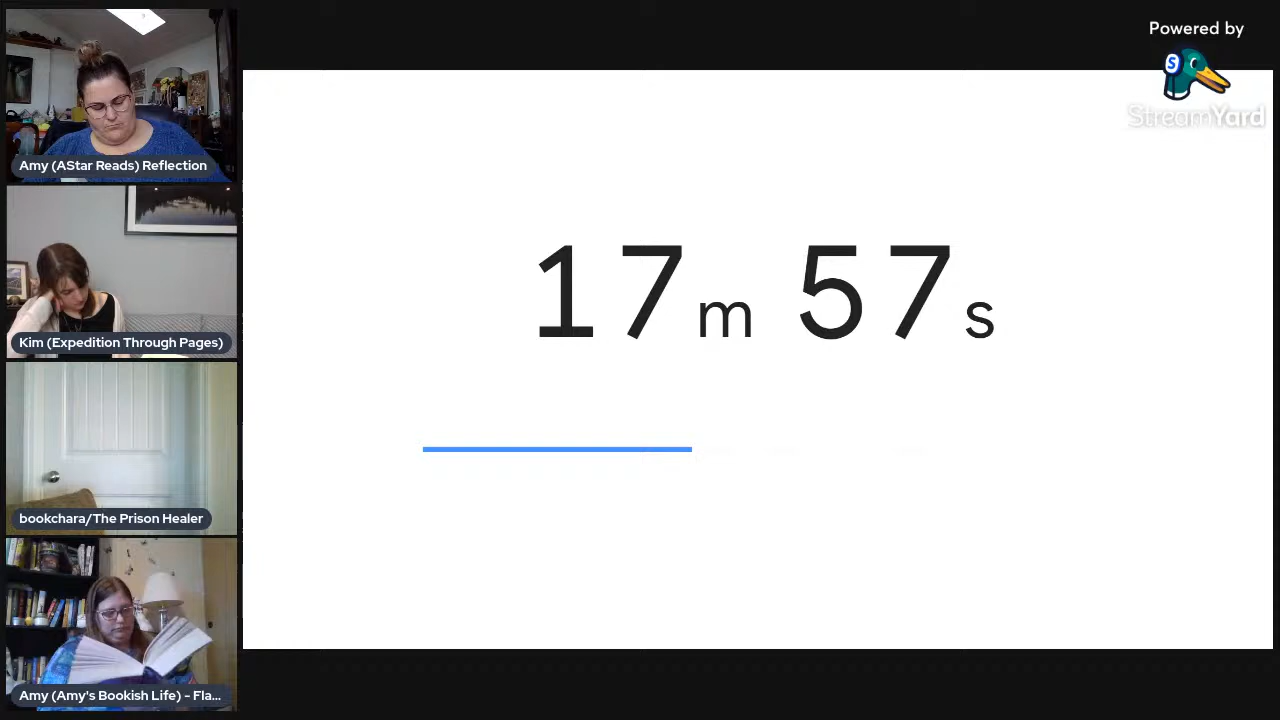 Powered by
StreamYard
Amy (AStar Reads) Reflection
17m 57s
Kim (Expedition Through Pages)
bookchara/The Prison Healer
Amy (Amy's Bookish Life) - Fla...